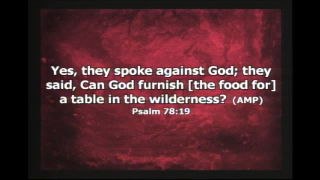 Yes, they spoke against God; they
said, Can God furnish [the food for]
a table in the wilderness? (AMP)
Psalm 78:19